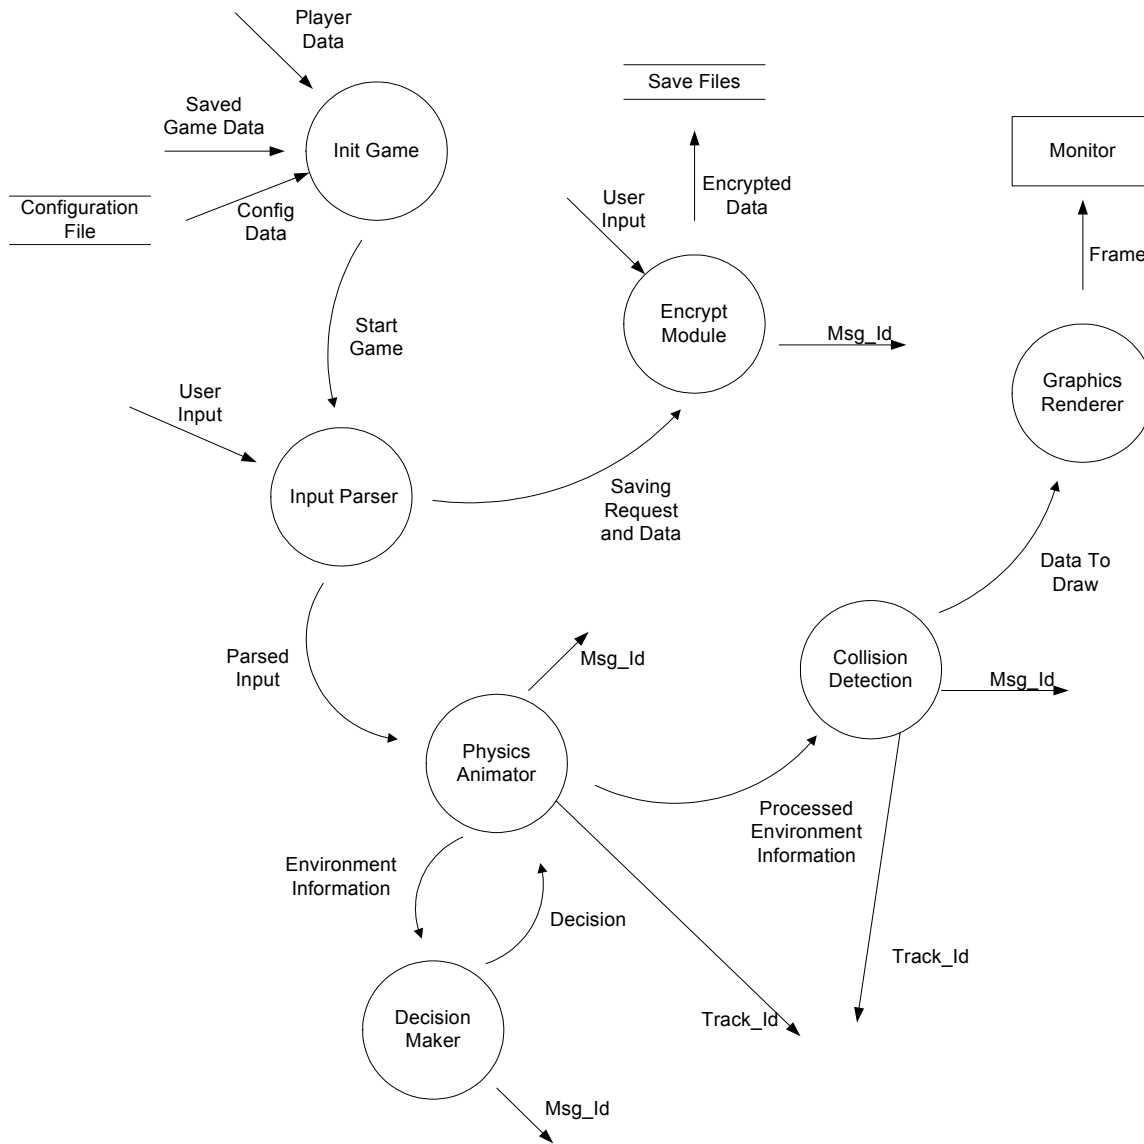 Player
Data
Save Files
Saved
Game Data
Init Game
Monitor
Configuration
File
Config
Data
User
Input
Encrypted
Data
Frame
Encrypt
Module
Msg_Id
Start
Game
Graphics
Renderer
User
Input
Input Parser
Saving
Request
and Data
Data To
Draw
Parsed
Input
Msg_Id
Collision
Detection
Msg_Id
Physics
Animator
Processed
Environment
Information
Environment
Information
Decision
Track_Id
Track_Id
Decision
Maker
Msg_Id